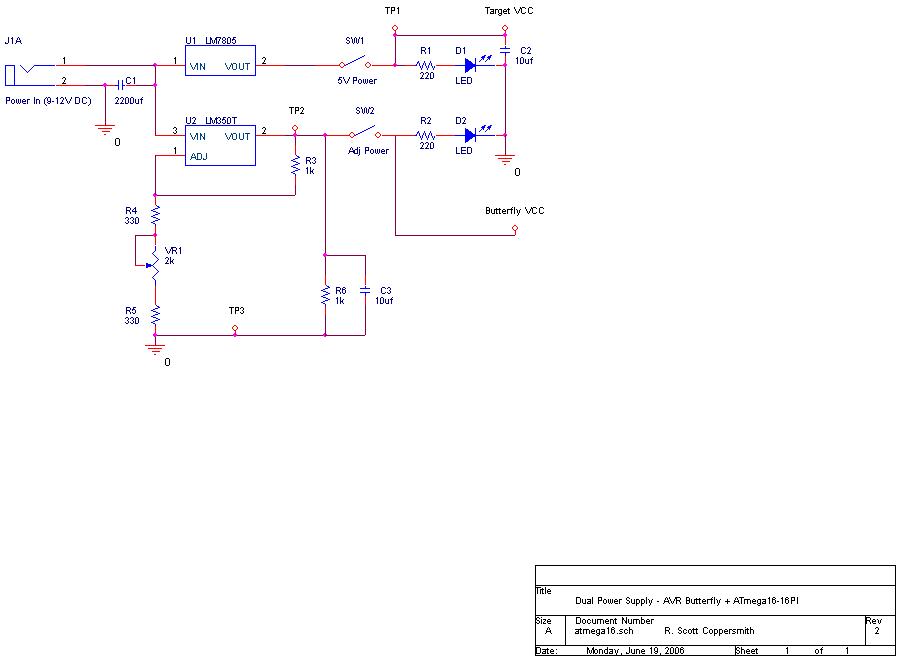 TP1
Target VCC
J1A
U1 LM7805
SW1
R1
D1
C2
10uf
1
1
VIN
VOUT
2
2
C1
5V Power
220
LED
Power In (9-12V DC)
2200uf
0
U2 LM350T
TP2
SW2
R2
D2
3
VIN
VOUT
2
220
LED
1
ADJ
Adj Power
R3
1k
0
R4
330
Butterfly VCC
VR1
2k
R5
330
TP3
R6
1k
C3
10uf
0
Title
Dual Power Supply - AVR Butterfly + ATmega16-16PI
Size
A
Document Number
atmega16.sch R. Scott Coppersmith
Rev
2
Date: Monday, June 19, 2006 Sheet 1 of 1